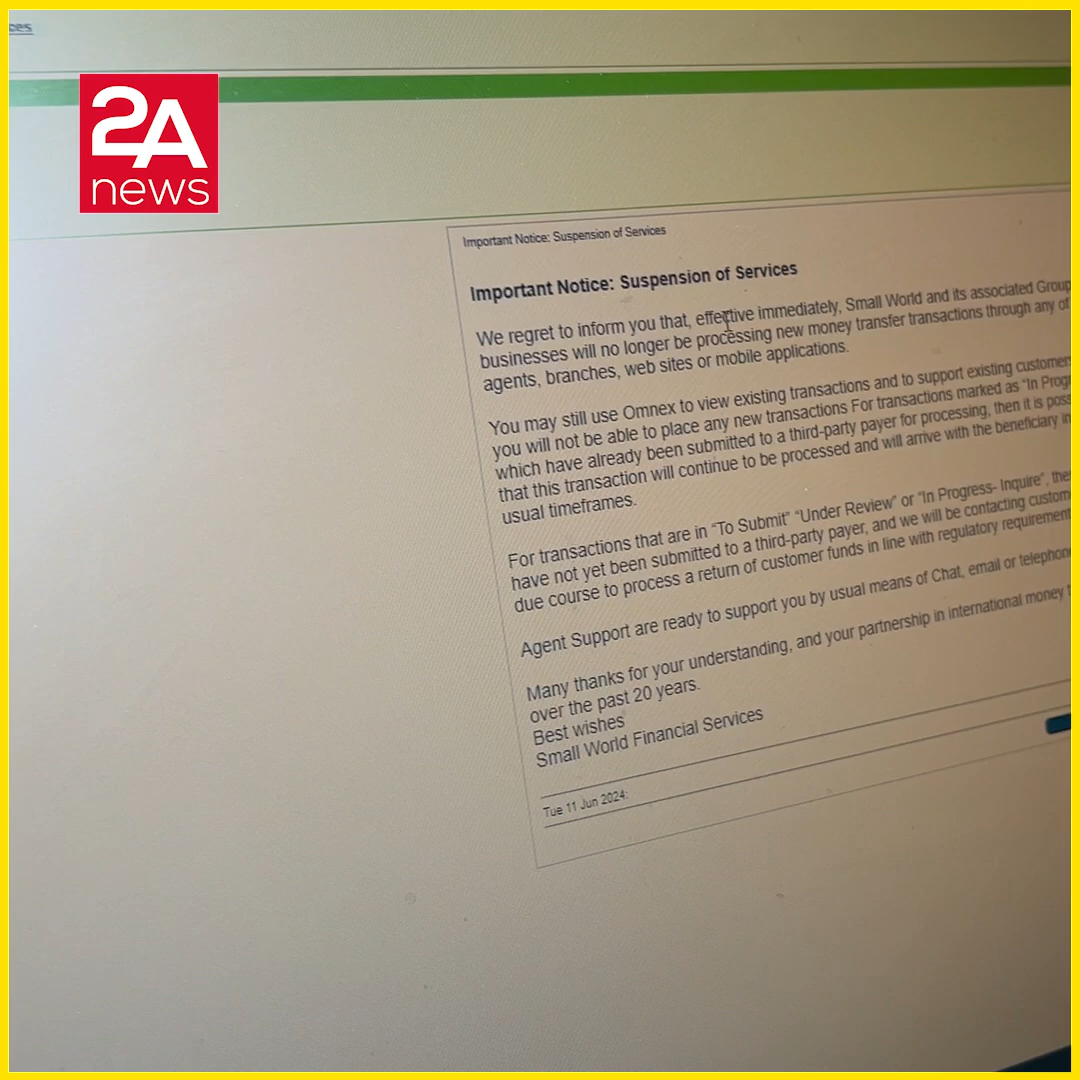 2A
news
Important Notice: Suspension of Services
Important Notice: Suspension of Services
We regret to inform you that, effective immediately, Small World and its associated Group
businesses will no longer be processing new money transfer transactions through any of
agents, branches, web sites or mobile applications.
You may still use Omnex to view existing transactions and to support existing customers
you will not be able to place any new transactions For transactions marked as “In Progr
which have already been submitted to a third-party payer for processing, then it is poss
that this transaction will continue to be processed and will arrive with the beneficiary in
usual timeframes.
For transactions that are in “To Submit” “Under Review” or “In Progress- Inquire”, the
have not yet been submitted to a third-party payer, and we will be contacting custom
due course to process a return of customer funds in line with regulatory requirement
Agent Support are ready to support you by usual means of Chat, email or telephon
Many thanks for your understanding, and your partnership in international money t
over the past 20 years.
Best wishes
Small World Financial Services
Tue 11 Jun 2024: